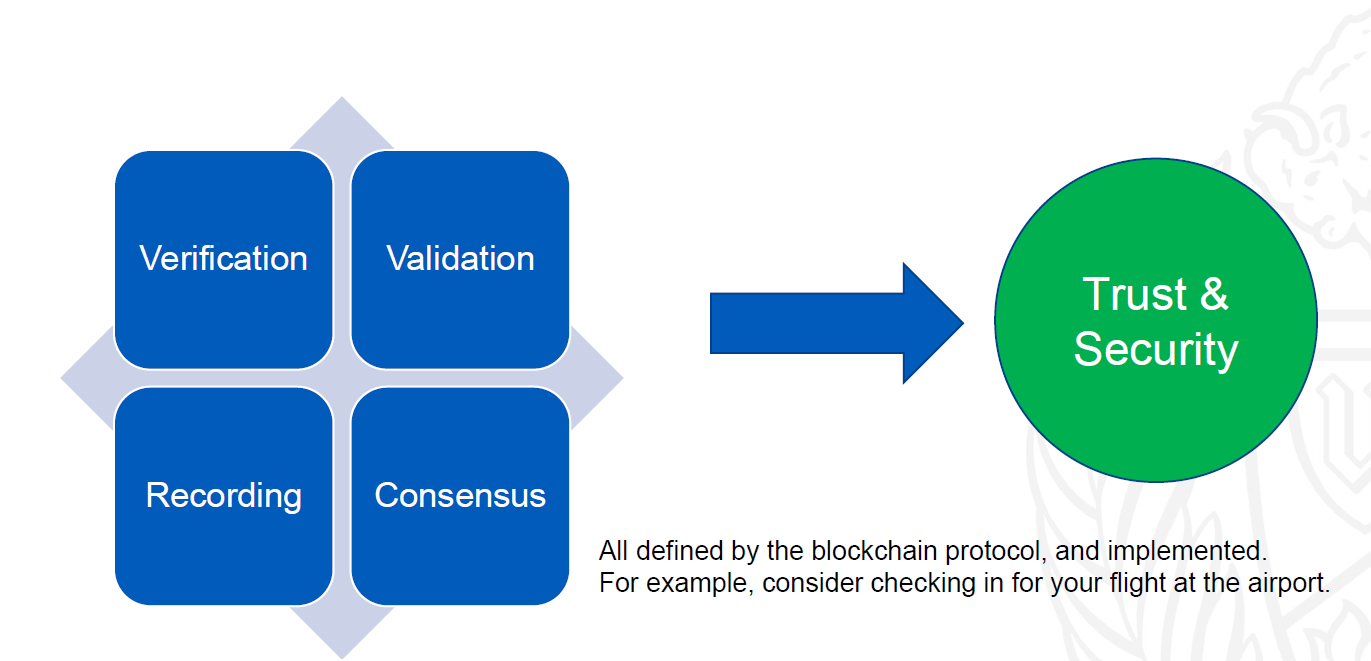 Verification
Validation
Recording
Consensus
Trust &
Security
All defined by the blockchain protocol, and implemented.
For example, consider checking in for your flight at the airport.